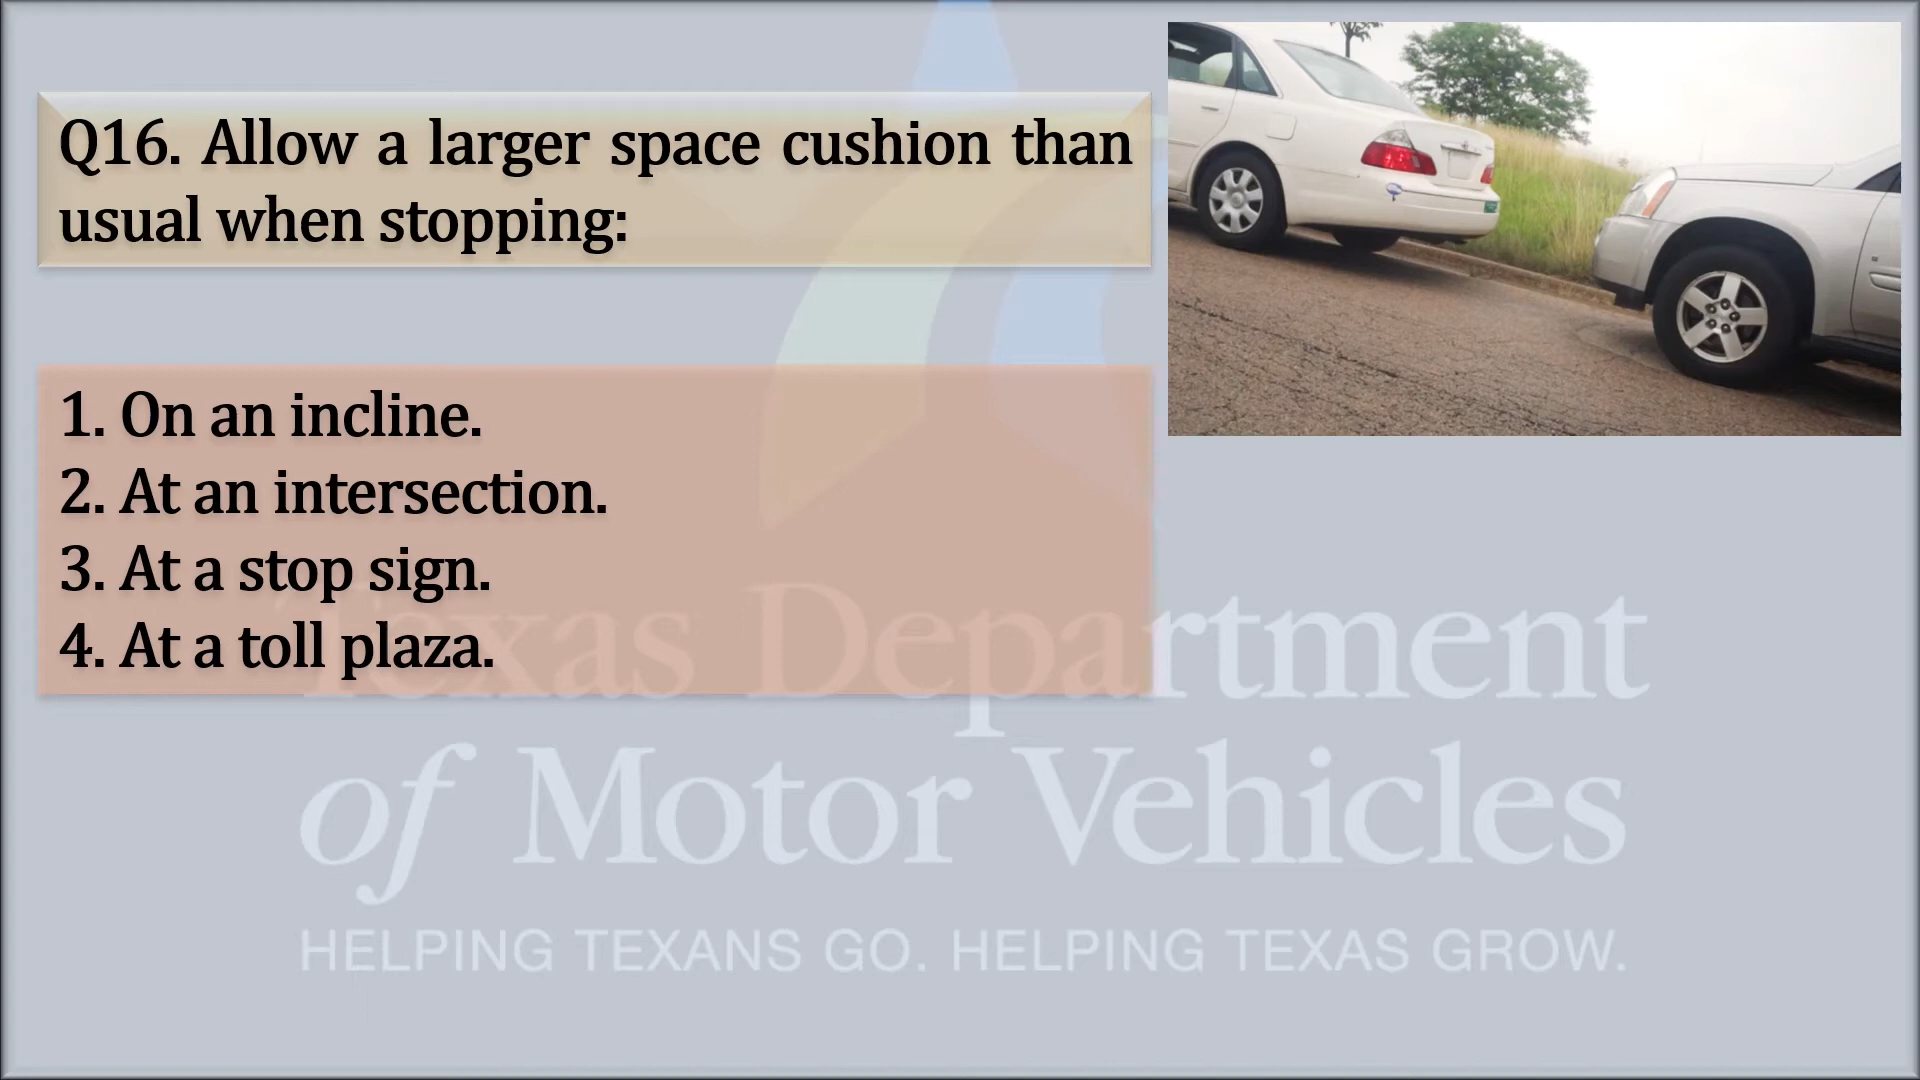 Q16. Allow a larger space cushion than
usual when stopping:
1. On an incline.
2. At an intersection.
3. At a stop sign.
4. At a toll plaza.
Texas Department
of Motor Vehicles
HELPING TEXANS GO. HELPING TEXAS GROW.